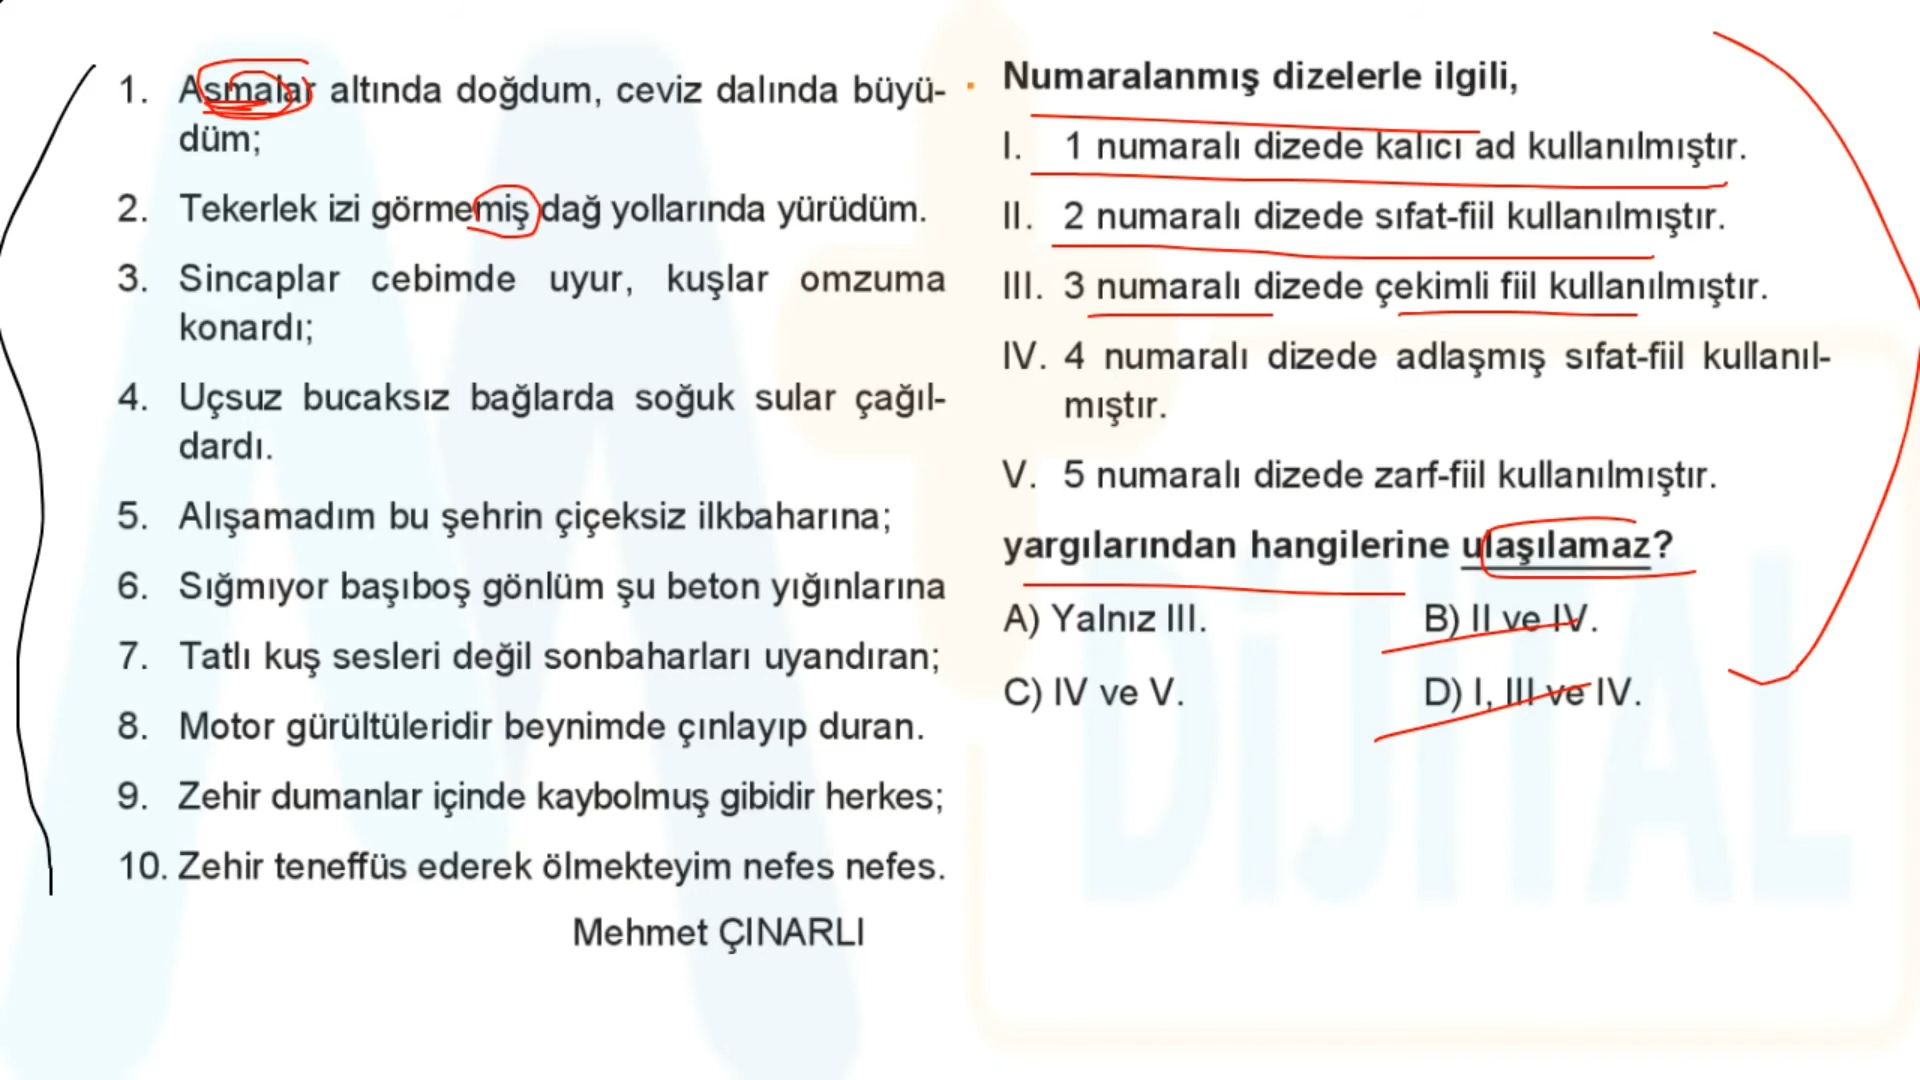 1. Asmalar altında doğdum, ceviz dalında büyü-
düm;
2. Tekerlek izi görmemiş dağ yollarında yürüdüm.
3. Sincaplar cebimde uyur, kuşlar omzuma
konardı;
4. Uçsuz bucaksız bağlarda soğuk sular çağıl-
dardı.
5. Alışamadım bu şehrin çiçeksiz ilkbaharına;
6. Sığmıyor başıboş gönlüm şu beton yığınlarına
7. Tatlı kuş sesleri değil sonbaharları uyandıran;
8. Motor gürültüleridir beynimde çınlayıp duran.
9. Zehir dumanlar içinde kaybolmuş gibidir herkes;
10. Zehir teneffüs ederek ölmekteyim nefes nefes.
Mehmet ÇINARLI
Numaralanmış dizelerle ilgili,
I. 1 numaralı dizede kalıcı ad kullanılmıştır.
II. 2 numaralı dizede sıfat-fiil kullanılmıştır.
III. 3 numaralı dizede çekimli fiil kullanılmıştır.
IV. 4 numaralı dizede adlaşmış sıfat-fiil kullanıl-
mıştır.
V. 5 numaralı dizede zarf-fiil kullanılmıştır.
yargılarından hangilerine ulaşılamaz?
A) Yalnız III.
B) II ve IV.
C) IV ve V.
D) I, III ve IV.
DİJİTAL